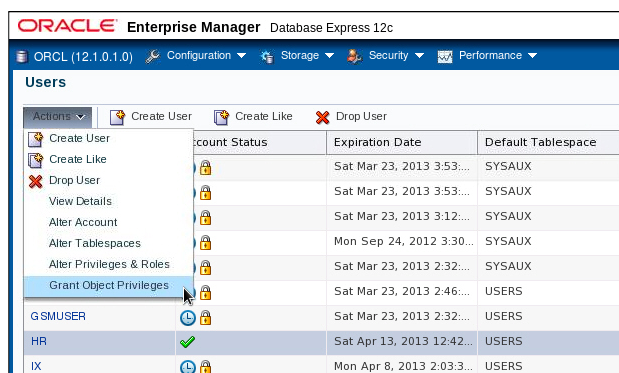 ORACLE Enterprise Manager Database Express 12c
ORCL (12.1.0.1.0) Configuration Storage Security Performance
Users
Actions Create User Create Like Drop User
Create User
Create Like
Drop User
View Details
Alter Account
Alter Tablespaces
Alter Privileges & Roles
Grant Object Privileges
count Status Expiration Date Default Tablespace
Sat Mar 23, 2013 3:53:... SYSAUX
Sat Mar 23, 2013 3:53:... SYSAUX
Sat Mar 23, 2013 3:12:... SYSAUX
Mon Sep 24, 2012 3:30... SYSAUX
Sat Mar 23, 2013 2:32:... SYSAUX
Sat Mar 23, 2013 2:46:... USERS
GSMUSER Sat Mar 23, 2013 2:32:... USERS
HR Sat Apr 13, 2013 12:42... USERS
IX Mon Apr 8, 2013 2:03:3... USERS